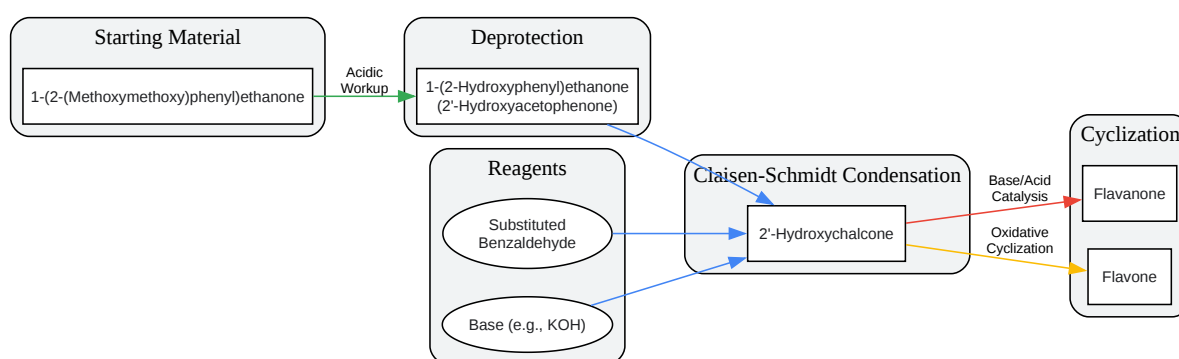 Starting Material
1-(2-(Methoxymethoxy)phenyl)ethanone
Acidic
Workup
Deprotection
1-(2-Hydroxyphenyl)ethanone
(2'-Hydroxyacetophenone)
Reagents
Substituted
Benzaldehyde
Base (e.g., KOH)
Claisen-Schmidt Condensation
2'-Hydroxychalcone
Base/Acid
Catalysis
Oxidative
Cyclization
Cyclization
Flavanone
Flavone